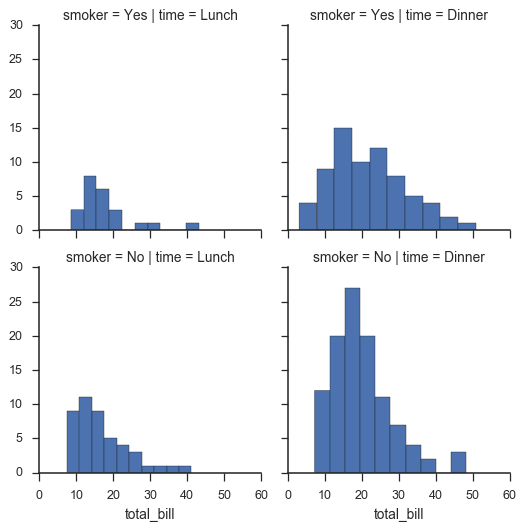 smoker = Yes | time = Lunch
smoker = Yes | time = Dinner
30
25
20
15
10
5
0
smoker = No | time = Lunch
smoker = No | time = Dinner
30
25
20
15
10
5
0
0 10 20 30 40 50 60
0 10 20 30 40 50 60
total_bill
total_bill